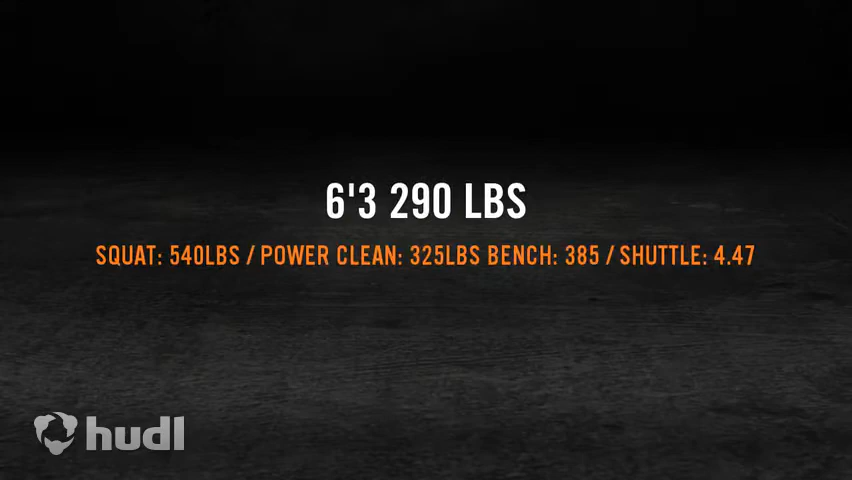 6'3 290 LBS
SQUAT: 540LBS / POWER CLEAN: 325LBS BENCH: 385 / SHUTTLE: 4.47
hudl